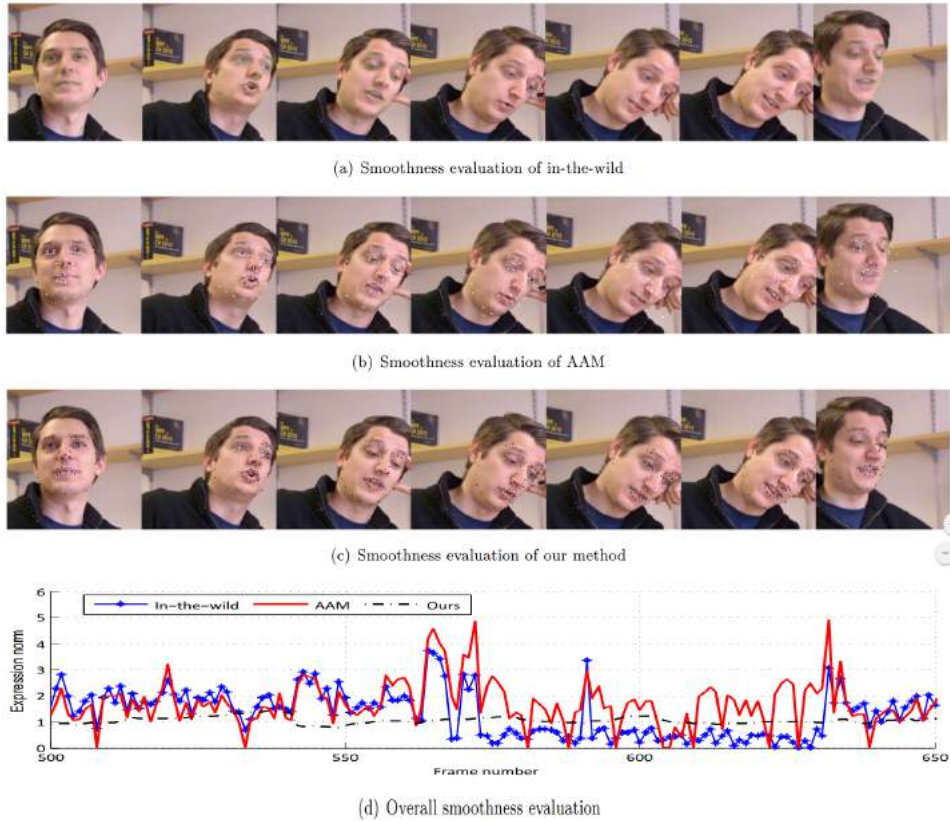 (a) Smoothness evaluation of in-the-wild
(b) Smoothness evaluation of AAM
(c) Smoothness evaluation of our method
6
5
4
3
2
1
0
Expression norm
In-the-wild
AAM
Ours
500
550
600
650
Frame number
(d) Overall smoothness evaluation